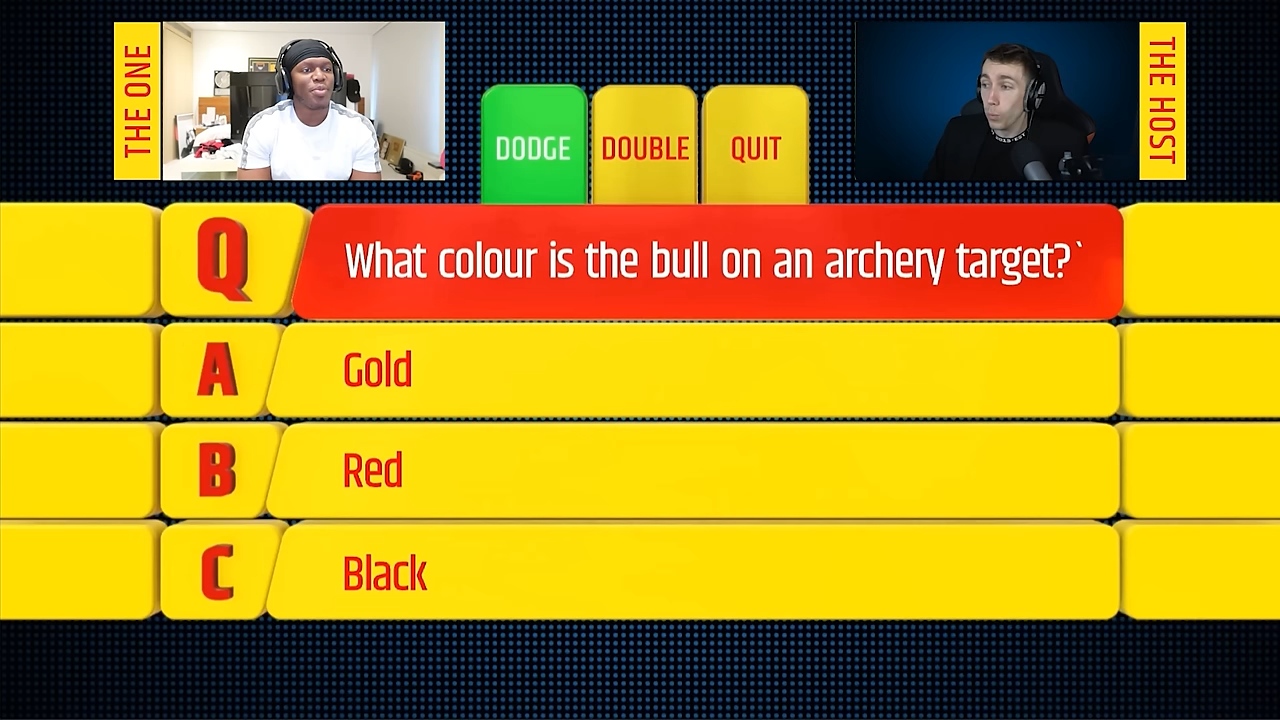 THE ONE
THE HOST
DODGE
DOUBLE
QUIT
Q
What colour is the bull on an archery target?`
A
Gold
B
Red
C
Black